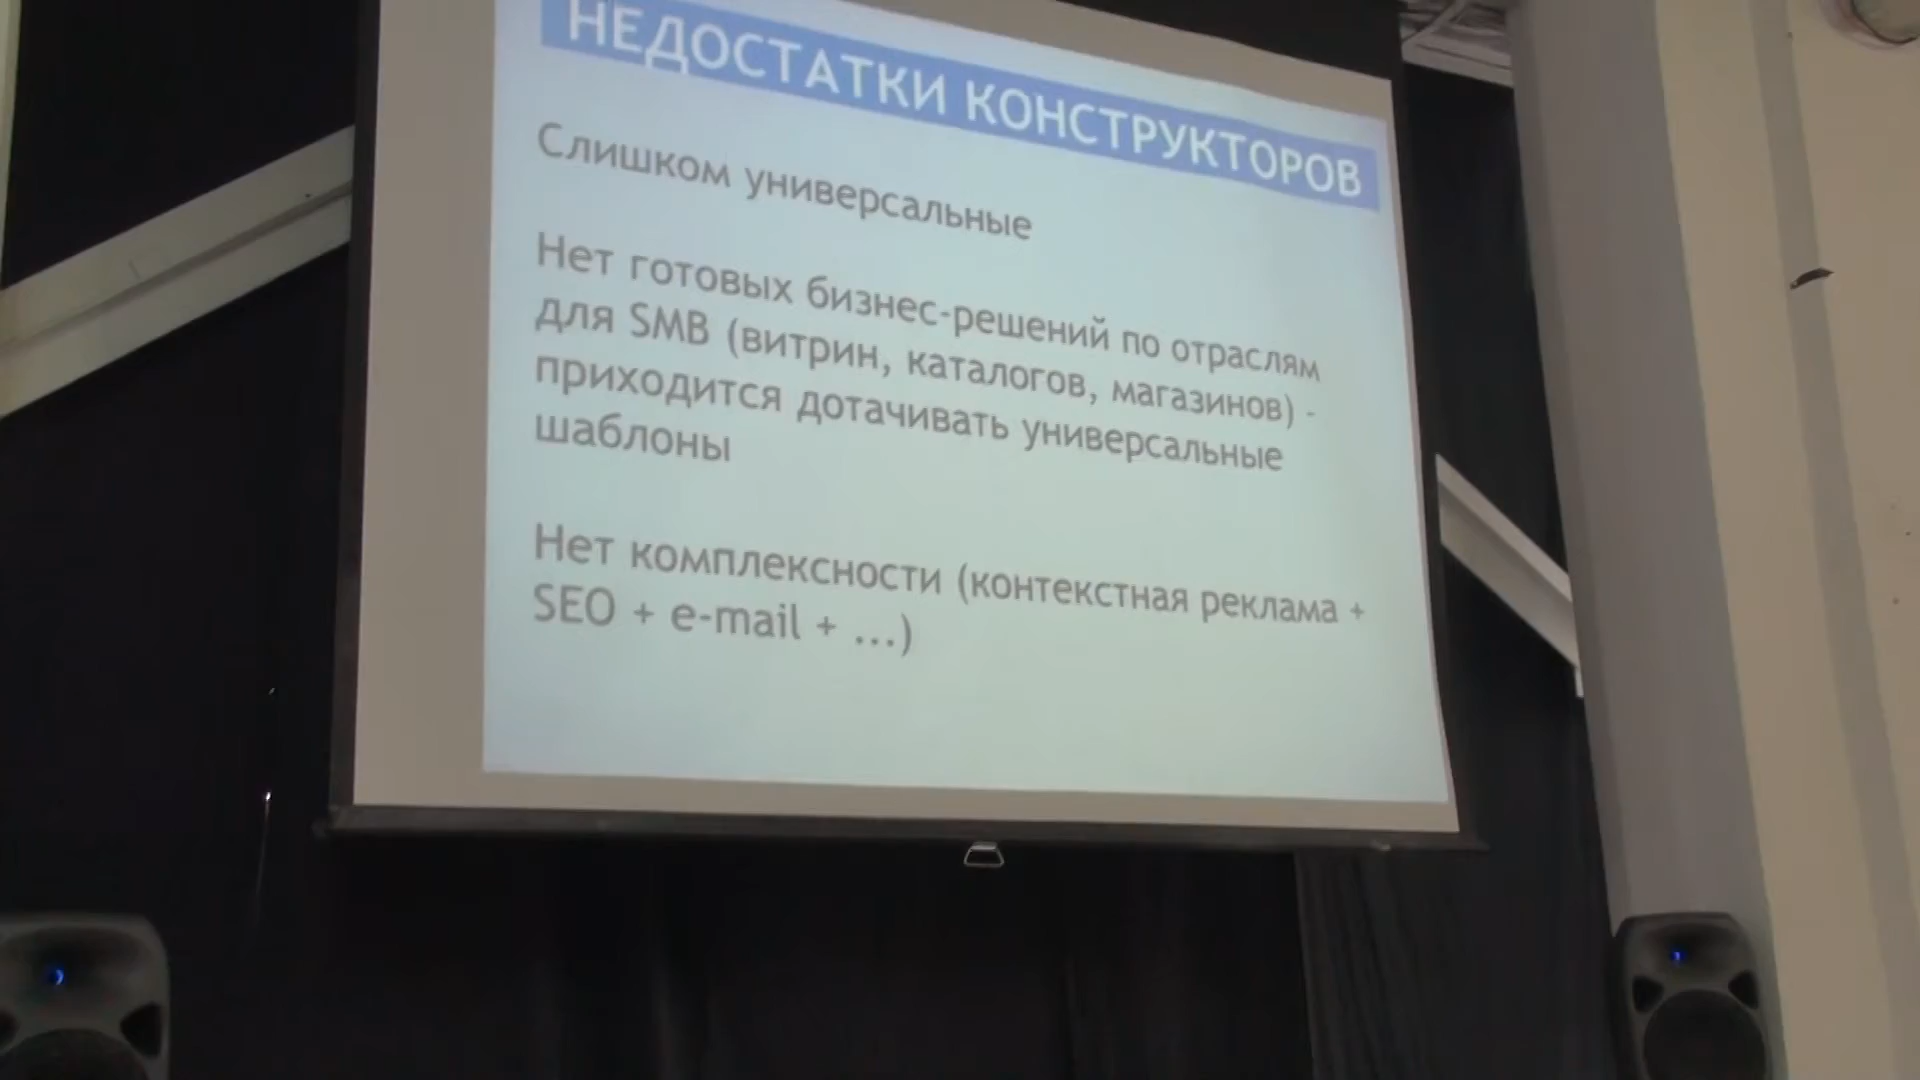 НЕДОСТАТКИ КОНСТРУКТОРОВ
Слишком универсальные
Нет готовых бизнес-решений по отраслям
для SMB (витрин, каталогов, магазинов) -
приходится дотачивать универсальные
шаблоны
Нет комплексности (контекстная реклама +
SEO + e-mail + ...)